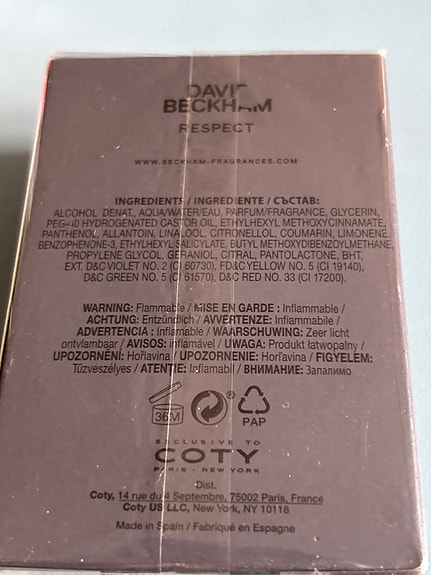 DAVID
BECKHAM
RESPECT
WWW.BECKHAM-FRAGRANCES.COM
INGREDIENTS / INGREDIENTE / СЪСТАВ:
ALCOHOL DENAT., AQUA/WATER/EAU, PARFUM/FRAGRANCE, GLYCERIN,
PEG-40 HYDROGENATED CASTOR OIL, ETHYLHEXYL METHOXYCINNAMATE,
PANTHENOL, ALLANTOIN, LINALOOL, CITRONELLOL, COUMARIN, LIMONENE,
BENZOPHENONE-3, ETHYLHEXYL SALICYLATE, BUTYL METHOXYDIBENZOYLMETHANE,
PROPYLENE GLYCOL, GERANIOL, CITRAL, PANTOLACTONE, BHT,
EXT. D&C VIOLET NO. 2 (CI 60730), FD&C YELLOW NO. 5 (CI 19140),
D&C GREEN NO. 5 (CI 61570), D&C RED NO. 33 (CI 17200).
WARNING: Flammable / MISE EN GARDE : Inflammable /
ACHTUNG: Entzündlich / AVVERTENZE: Infiammabile /
ADVERTENCIA : Inflamable / WAARSCHUWING: Zeer licht
ontvlambaar / AVISOS: inflamável / UWAGA: Produkt łatwopalny /
UPOZORNĚNÍ: Hořlavina / UPOZORNENIE: Horľavina / FIGYELEM:
Tűzveszélyes / ATENȚIE: Inflamabil / ВНИМАНИЕ: Запалимо
36M
®
PAP
EXCLUSIVE TO
COTY
PARIS - NEW YORK
Dist.
Coty, 14 rue du 4 Septembre, 75002 Paris, France
Coty US LLC, New York, NY 10118
Made in Spain / Fabriqué en Espagne